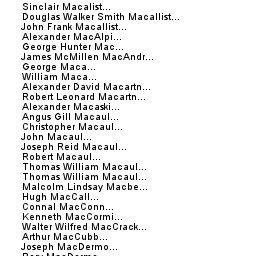 Sinclair Macalist...
Douglas Walker Smith Macallist...
John Frank Macallist...
Alexander MacAlpi...
George Hunter Mac...
James McMillen MacAndr...
George Maca...
William Maca...
Alexander David Macartn...
Robert Leonard Macartn...
Alexander Macaski...
Angus Gill Macaul...
Christopher Macaul...
John Macaul...
Joseph Reid Macaul...
Robert Macaul...
Thomas William Macaul...
Thomas William Macaul...
Malcolm Lindsay Macbe...
Hugh MacCall...
Connal MacConn...
Kenneth MacCormi...
Walter Wilfred MacCrack...
Arthur MacCubb...
Joseph MacDermo...